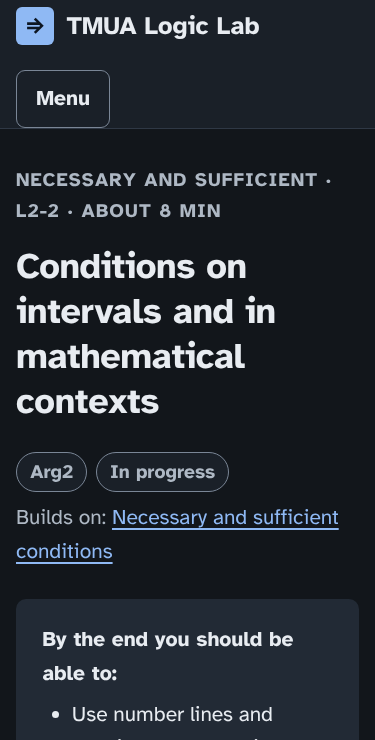 ⇒ TMUA Logic Lab
Menu
NECESSARY AND SUFFICIENT ·
L2-2 · ABOUT 8 MIN
Conditions on
intervals and in
mathematical
contexts
Arg2 In progress
Builds on: Necessary and sufficient
conditions
By the end you should be
able to:
• Use number lines and